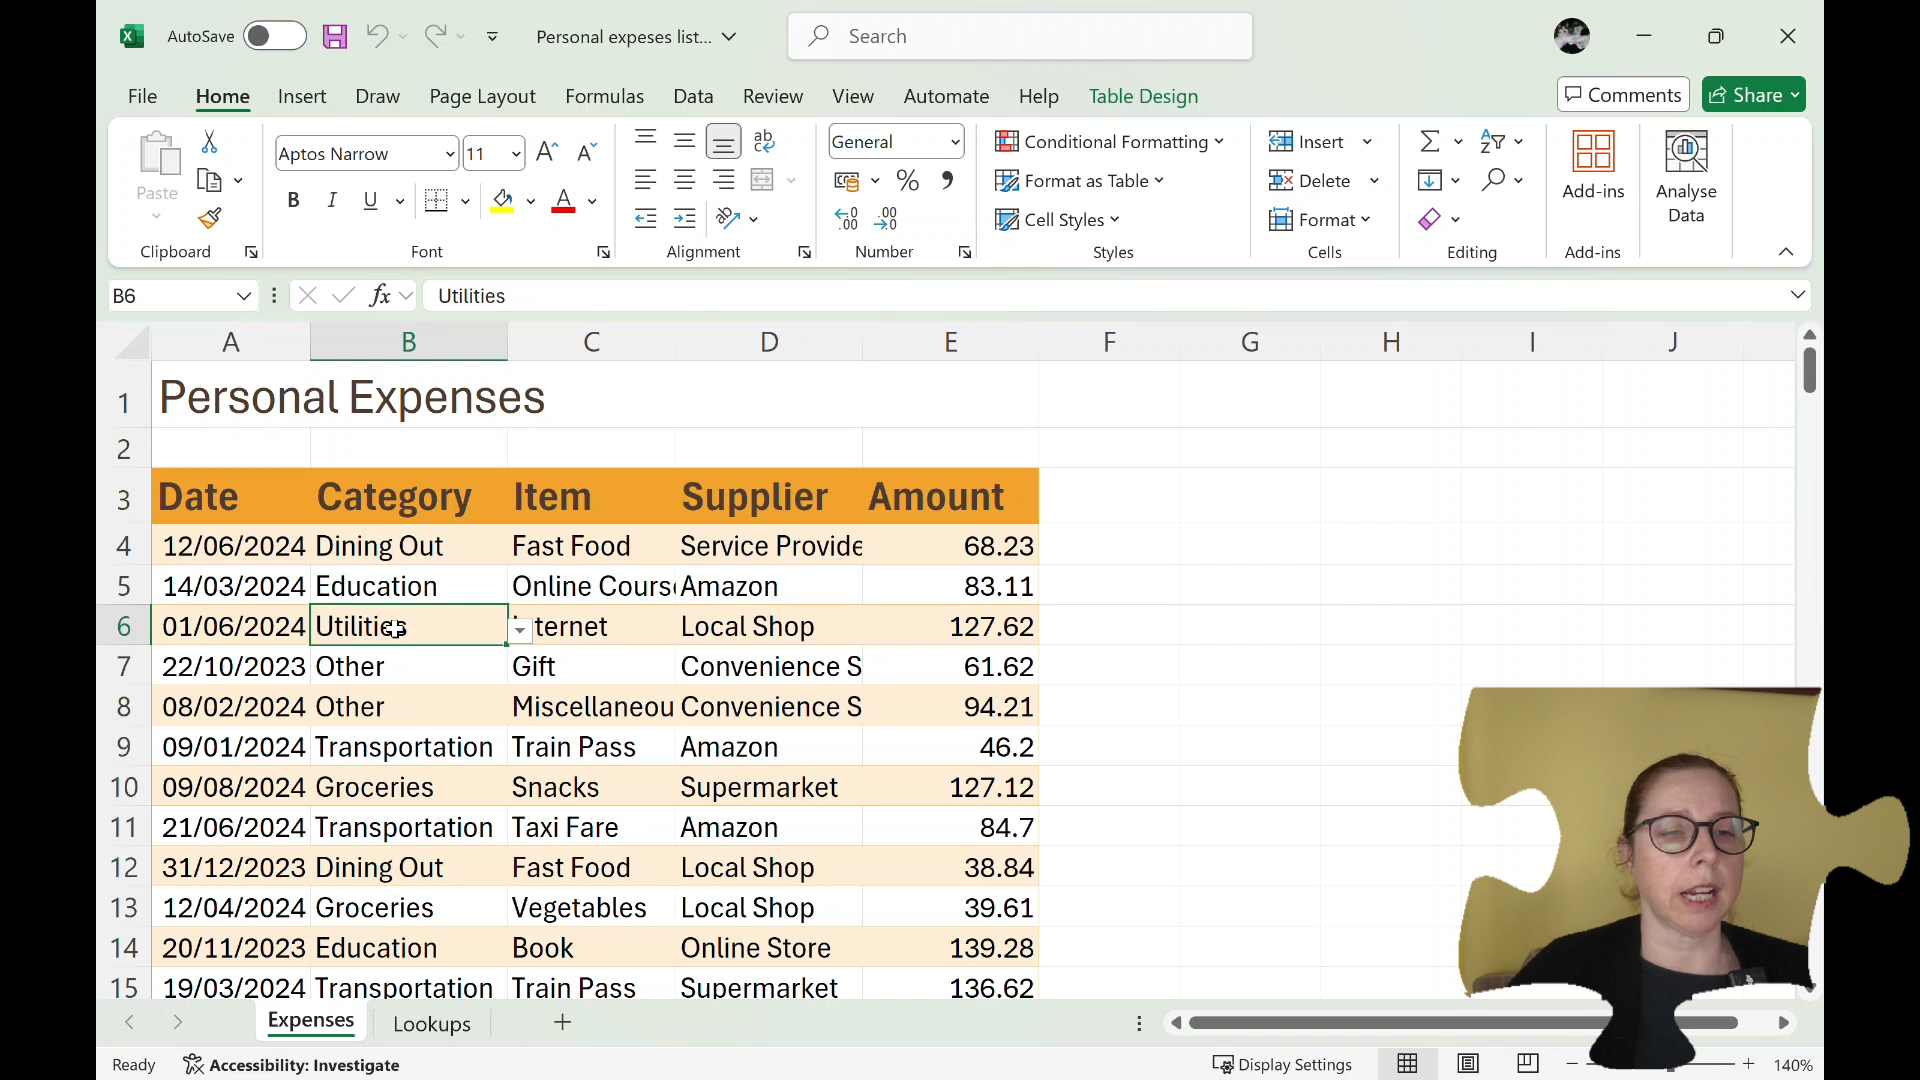 AutoSave
Personal expeses list...
Search
File Home Insert Draw Page Layout Formulas Data Review View Automate Help Table Design
Comments Share
Paste
Clipboard
Aptos Narrow 11
B I U
Font
ab
Alignment
General
%
Number
Conditional Formatting
Format as Table
Cell Styles
Styles
Insert
Delete
Format
Cells
Editing
Add-ins
Add-ins
Analyse
Data
B6 fx Utilities
A B C D E F G H I J
1 Personal Expenses
2
3 Date Category Item Supplier Amount
4 12/06/2024 Dining Out Fast Food Service Provide 68.23
5 14/03/2024 Education Online Cours Amazon 83.11
6 01/06/2024 Utilities ternet Local Shop 127.62
7 22/10/2023 Other Gift Convenience S 61.62
8 08/02/2024 Other Miscellaneou Convenience S 94.21
9 09/01/2024 Transportation Train Pass Amazon 46.2
10 09/08/2024 Groceries Snacks Supermarket 127.12
11 21/06/2024 Transportation Taxi Fare Amazon 84.7
12 31/12/2023 Dining Out Fast Food Local Shop 38.84
13 12/04/2024 Groceries Vegetables Local Shop 39.61
14 20/11/2023 Education Book Online Store 139.28
15 19/03/2024 Transportation Train Pass Supermarket 136.62
Expenses Lookups
Ready Accessibility: Investigate Display Settings 140%